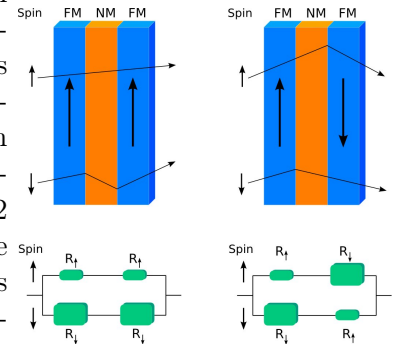 Spin FM NM FM
Spin FM NM FM
Spin R↑ R↑
R↓ R↓
Spin R↑ R↓
R↓ R↑